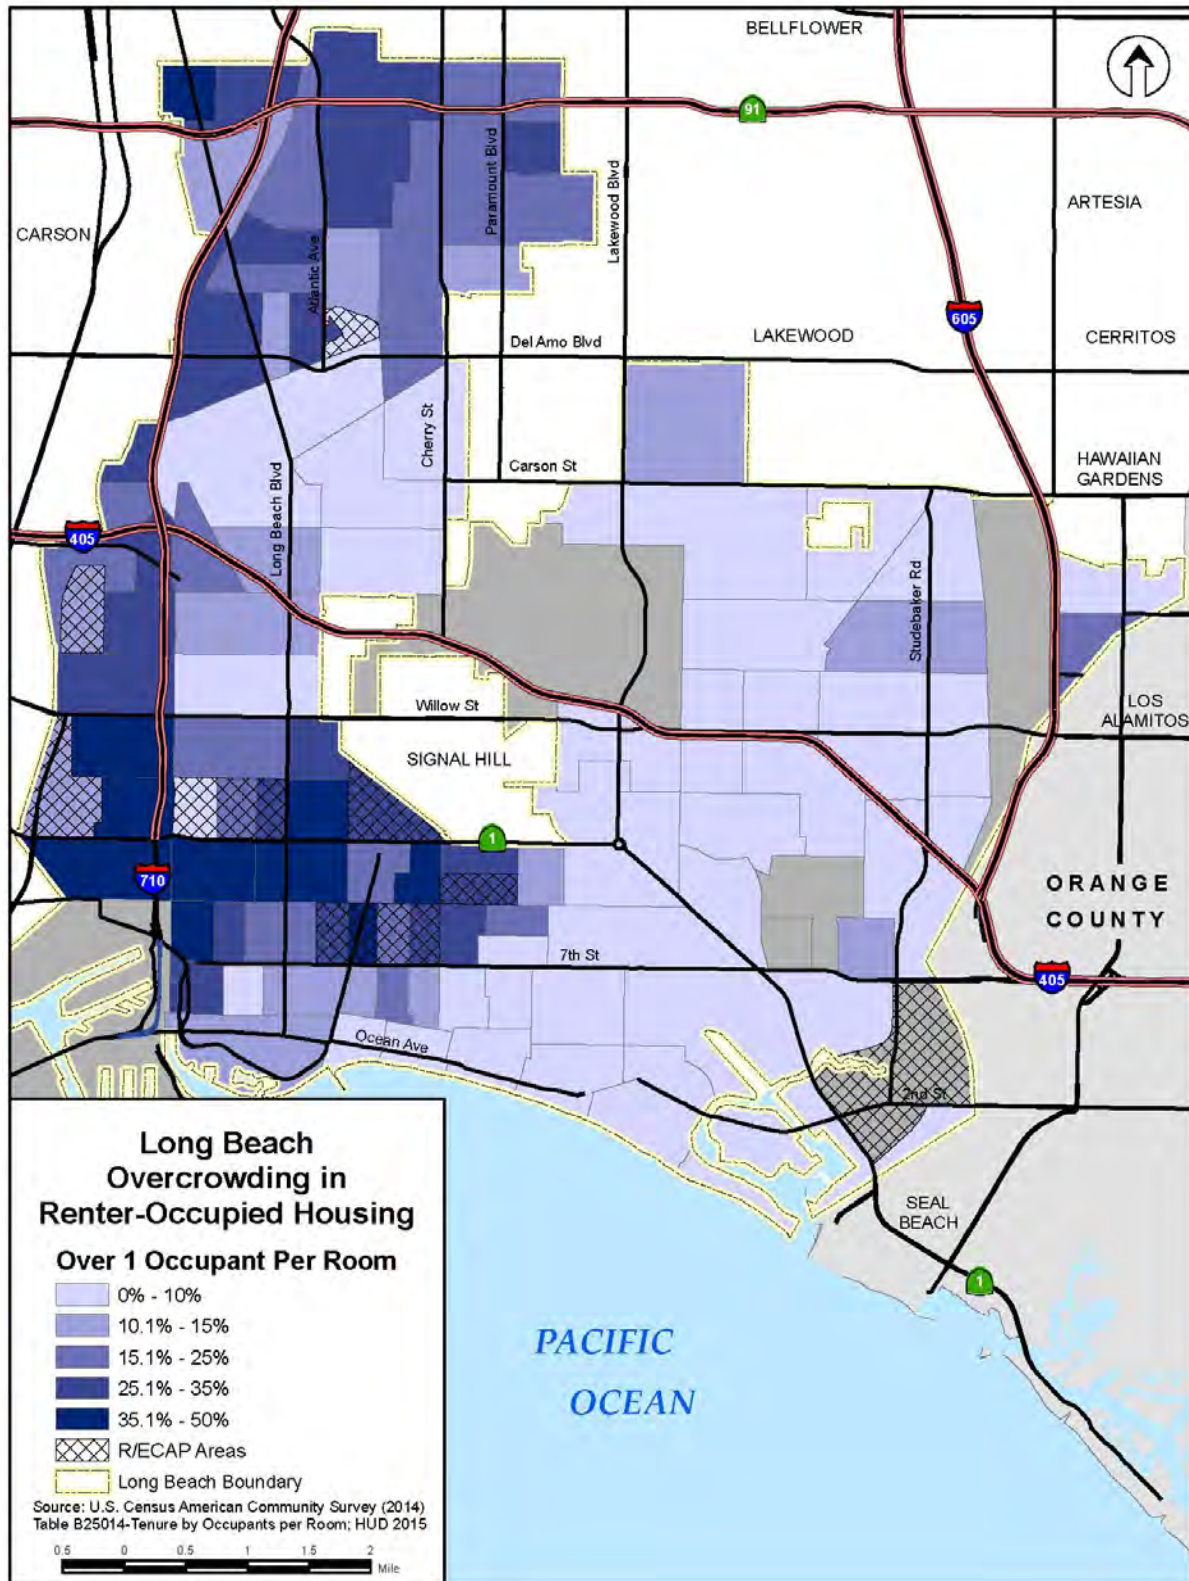 BELLFLOWER
91
Paramount Blvd
Lakewood Blvd
ARTESIA
CARSON
Atlantic Ave
605
Del Amo Blvd
LAKEWOOD
CERRITOS
Cherry St
Carson St
HAWAIIAN
GARDENS
Long Beach Blvd
405
Studebaker Rd
Willow St
LOS
ALAMITOS
SIGNAL HILL
1
710
ORANGE
COUNTY
7th St
405
Ocean Ave
2nd St
SEAL
BEACH
1
PACIFIC
OCEAN
Long Beach
Overcrowding in
Renter-Occupied Housing
Over 1 Occupant Per Room
0% - 10%
10.1% - 15%
15.1% - 25%
25.1% - 35%
35.1% - 50%
R/ECAP Areas
Long Beach Boundary
Source: U.S. Census American Community Survey (2014)
Table B25014-Tenure by Occupants per Room; HUD 2015
0.5 0 0.5 1 1.5 2
Mile